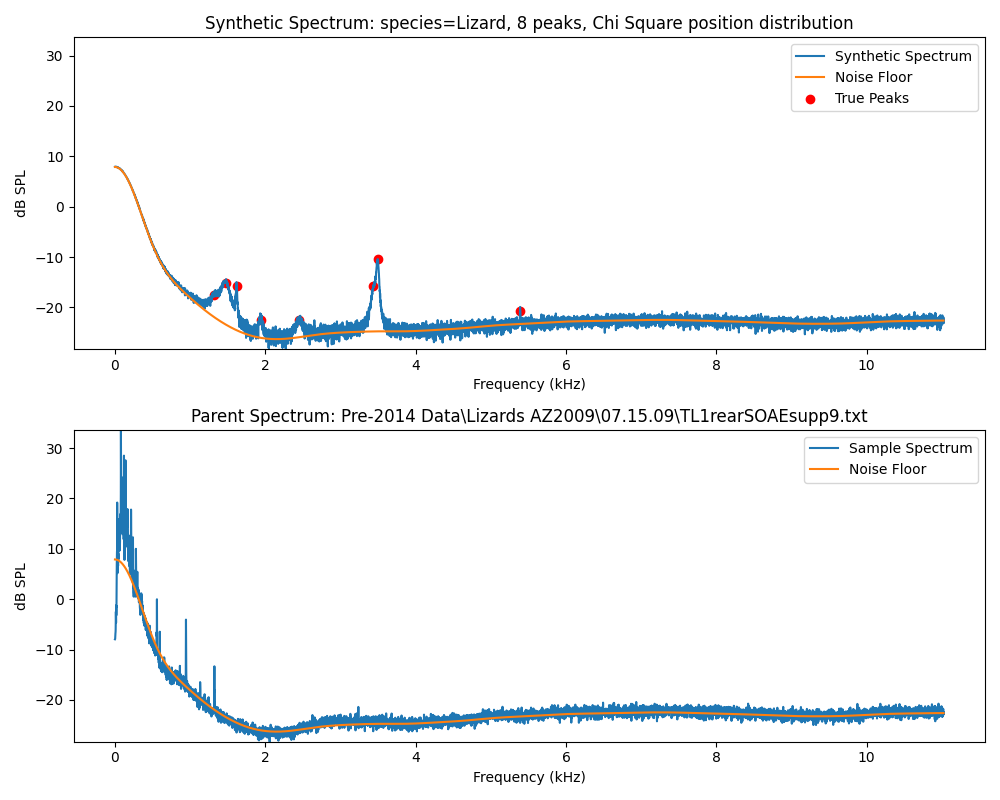 Synthetic Spectrum: species=Lizard, 8 peaks, Chi Square position distribution
30
20
10
0
−10
−20
dB SPL
Synthetic Spectrum
Noise Floor
True Peaks
0 2 4 6 8 10
Frequency (kHz)
Parent Spectrum: Pre-2014 Data\Lizards AZ2009\07.15.09\TL1rearSOAEsupp9.txt
30
20
10
0
−10
−20
dB SPL
Sample Spectrum
Noise Floor
0 2 4 6 8 10
Frequency (kHz)